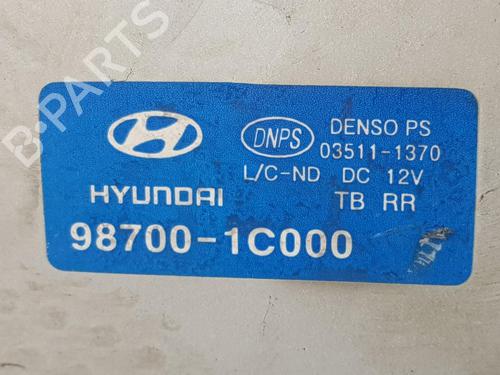 B-PARTS
DNPS
DENSO PS
03511-1370
L/C-ND DC 12V
HYUNDAI
TB RR
98700-1C000